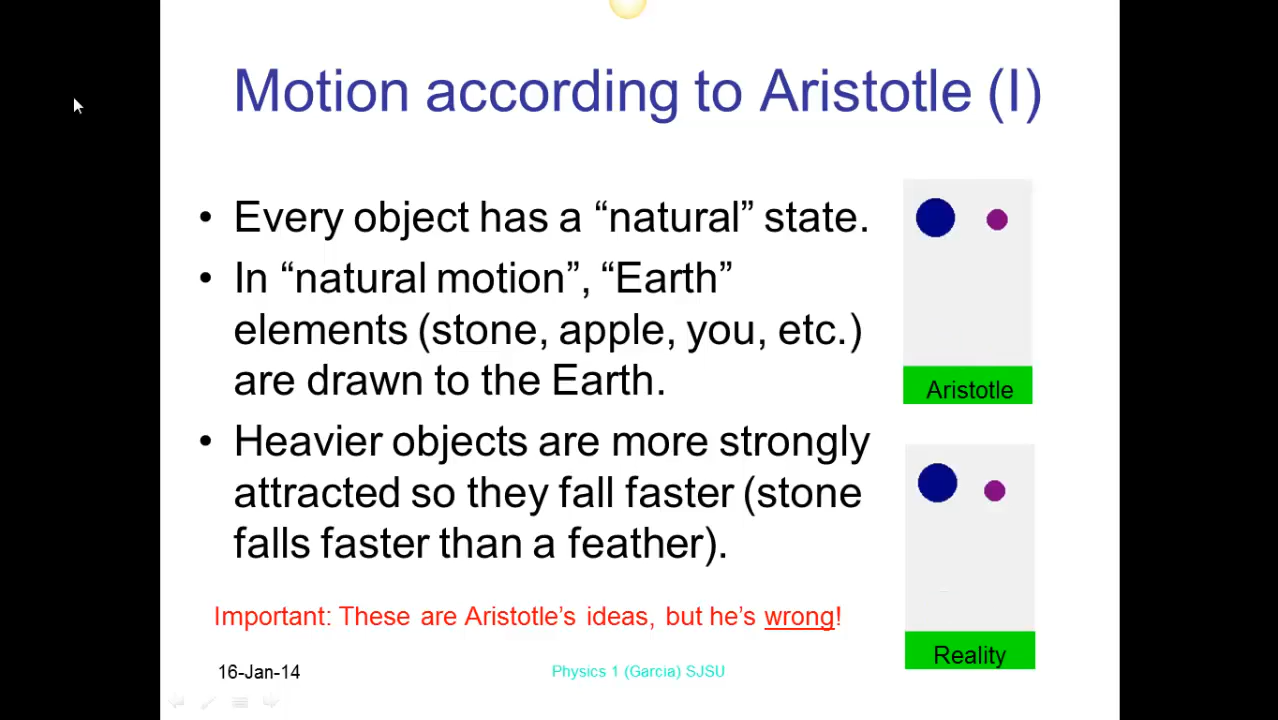 Motion according to Aristotle (I)
• Every object has a “natural” state.
• In “natural motion”, “Earth”
elements (stone, apple, you, etc.)
are drawn to the Earth.
• Heavier objects are more strongly
attracted so they fall faster (stone
falls faster than a feather).
Aristotle
Reality
Important: These are Aristotle’s ideas, but he’s wrong!
16-Jan-14
Physics 1 (Garcia) SJSU